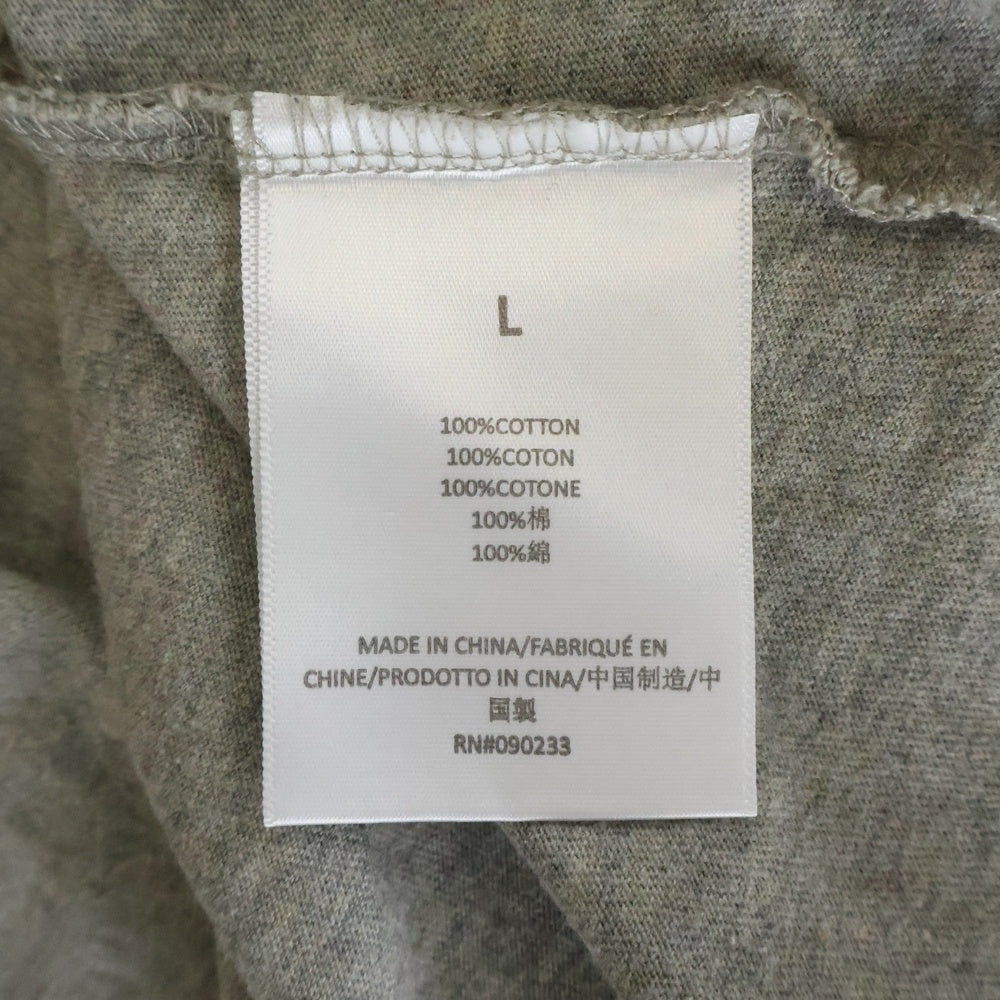 L
100%COTTON
100%COTON
100%COTONE
100%棉
100%綿
MADE IN CHINA/FABRIQUÉ EN
CHINE/PRODOTTO IN CINA/中国制造/中
国製
RN#090233